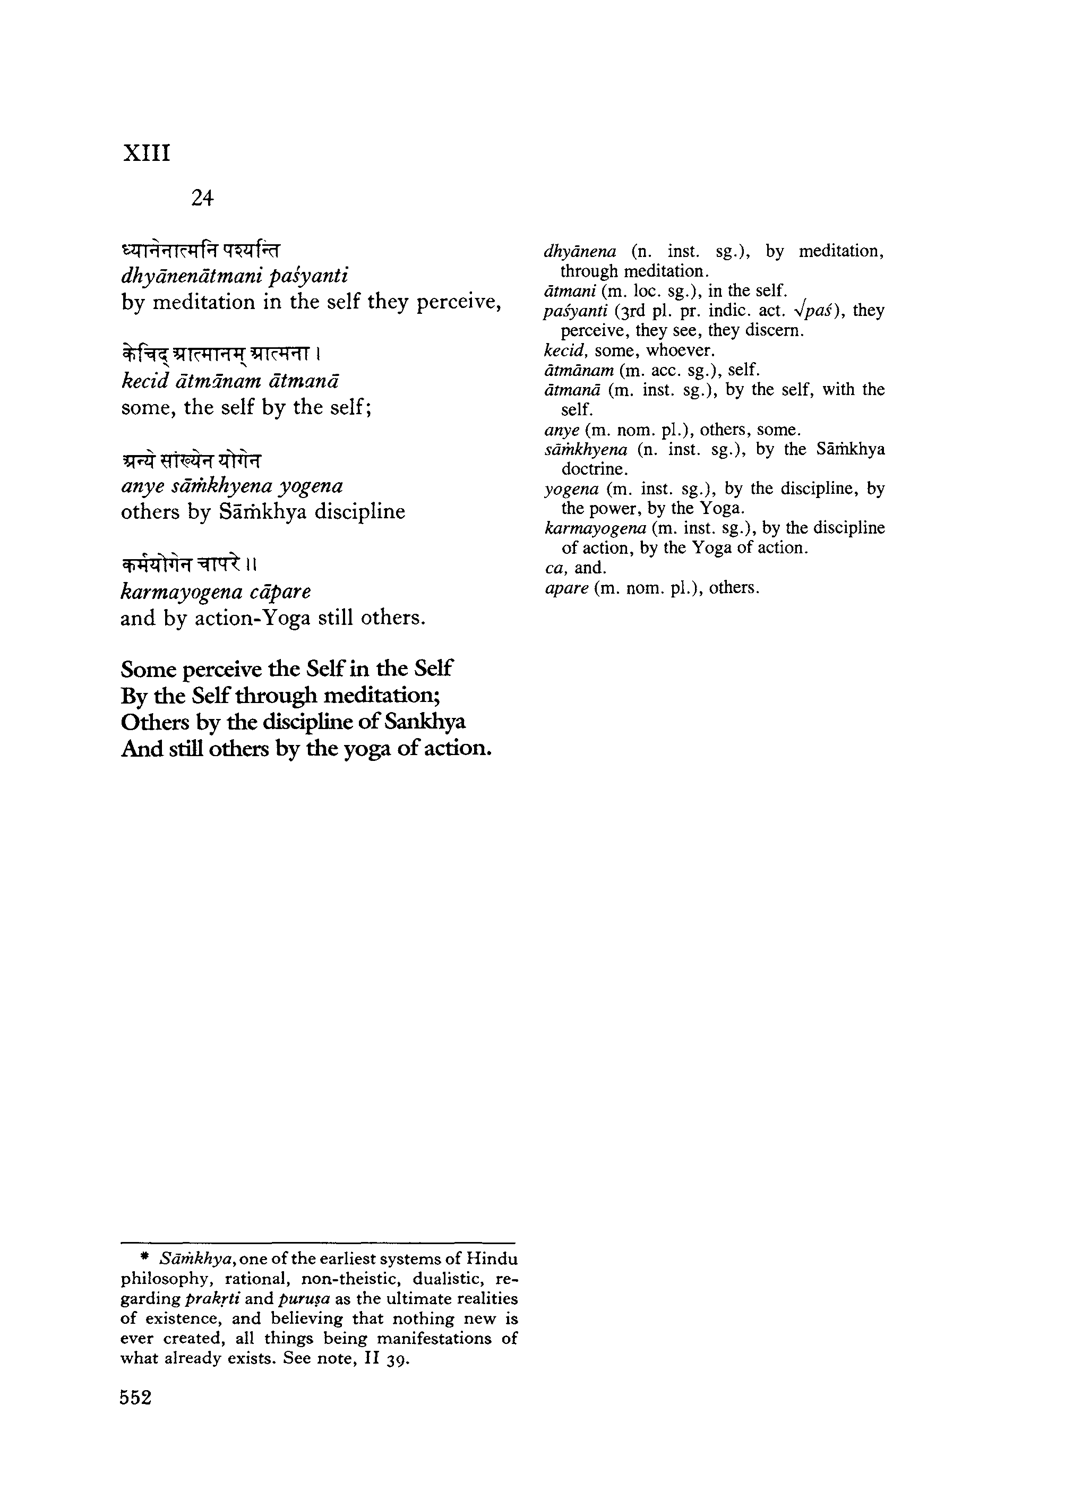 XIII
24
ध्यानेनात्मनि पश्यन्ति
dhyānenātmani paśyanti
by meditation in the self they perceive,
केचिद् आत्मानम् आत्मना ।
kecid ātmānam ātmanā
some, the self by the self;
अन्ये सांख्येन योगेन
anye sāṁkhyena yogena
others by Sāṁkhya discipline
कर्मयोगेन चापरे ॥
karmayogena cāpare
and by action-Yoga still others.
Some perceive the Self in the Self
By the Self through meditation;
Others by the discipline of Sankhya
And still others by the yoga of action.
dhyānena (n. inst. sg.), by meditation,
through meditation.
ātmani (m. loc. sg.), in the self.
paśyanti (3rd pl. pr. indic. act. √paś), they
perceive, they see, they discern.
kecid, some, whoever.
ātmānam (m. acc. sg.), self.
ātmanā (m. inst. sg.), by the self, with the
self.
anye (m. nom. pl.), others, some.
sāṁkhyena (n. inst. sg.), by the Sāṁkhya
doctrine.
yogena (m. inst. sg.), by the discipline, by
the power, by the Yoga.
karmayogena (m. inst. sg.), by the discipline
of action, by the Yoga of action.
ca, and.
apare (m. nom. pl.), others.
* Sāṁkhya, one of the earliest systems of Hindu
philosophy, rational, non-theistic, dualistic, re-
garding prakṛti and puruṣa as the ultimate realities
of existence, and believing that nothing new is
ever created, all things being manifestations of
what already exists. See note, II 39.
552